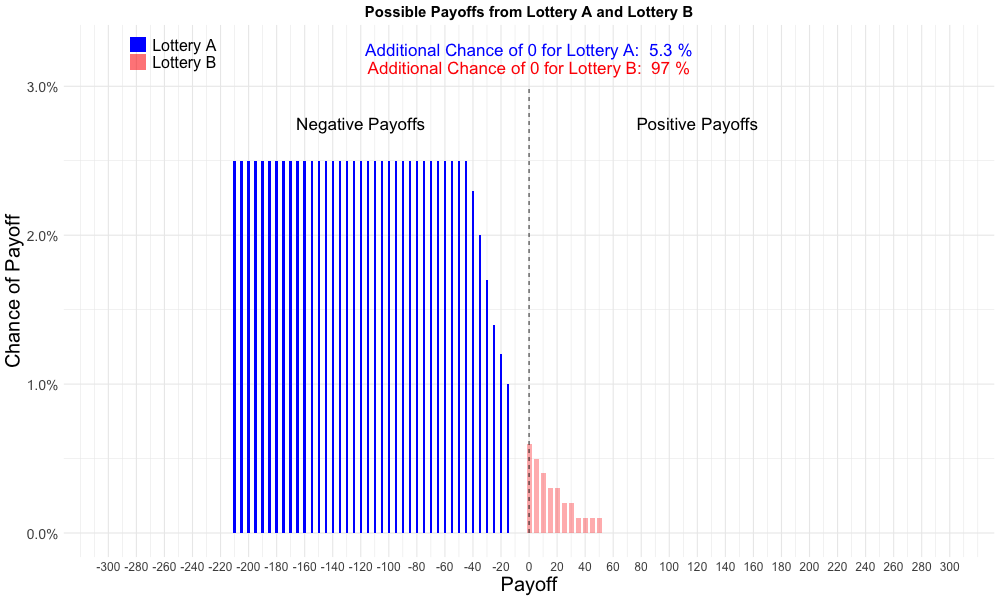 Possible Payoffs from Lottery A and Lottery B
Lottery A
Lottery B
Additional Chance of 0 for Lottery A: 5.3 %
Additional Chance of 0 for Lottery B: 97 %
Negative Payoffs
Positive Payoffs
Chance of Payoff
3.0%
2.0%
1.0%
0.0%
-300 -280 -260 -240 -220 -200 -180 -160 -140 -120 -100 -80 -60 -40 -20 0 20 40 60 80 100 120 140 160 180 200 220 240 260 280 300
Payoff